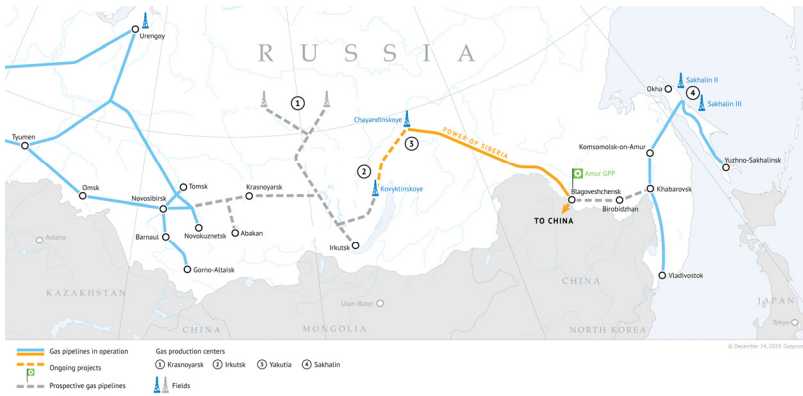 Urengoy
RUSSIA
Sakhalin II
Okha
4
Sakhalin III
1
Chayandinskoye
3
POWER OF SIBERIA
Tyumen
Komsomolsk-on-Amur
Yuzhno-Sakhalinsk
2
Amur GPP
Omsk
Tomsk
Krasnoyarsk
Kovyktinskoye
Blagoveshchensk
Khabarovsk
Novosibirsk
Birobidzhan
TO CHINA
Astana
Barnaul
Novokuznetsk
Abakan
Irkutsk
Gorno-Altaisk
Vladivostok
KAZAKHSTAN
Ulan-Bator
CHINA
JAPAN
CHINA
MONGOLIA
NORTH KOREA
Tokyo
© December 24, 2019. Gazprom
Gas pipelines in operation
Gas production centers
Ongoing projects
1 Krasnoyarsk 2 Irkutsk 3 Yakutia 4 Sakhalin
Prospective gas pipelines
Fields